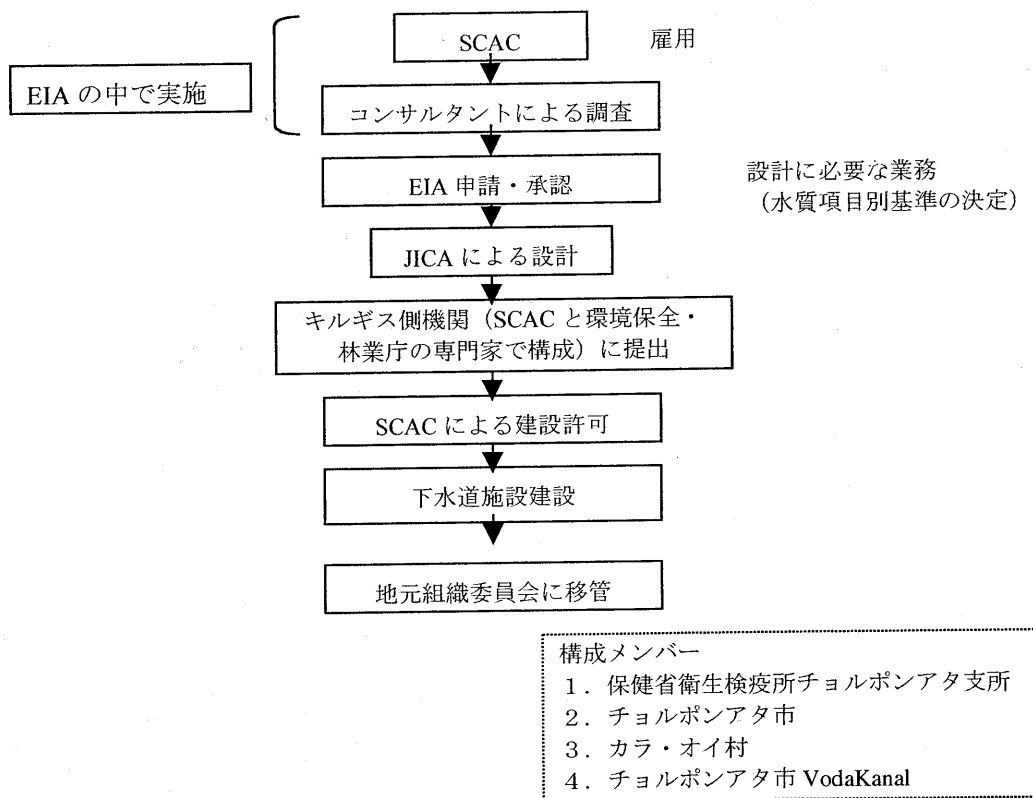 SCAC
雇用
EIA の中で実施
コンサルタントによる調査
EIA 申請・承認
設計に必要な業務
（水質項目別基準の決定）
JICA による設計
キルギス側機関（SCAC と環境保全・
林業庁の専門家で構成）に提出
SCAC による建設許可
下水道施設建設
地元組織委員会に移管
構成メンバー
１．保健省衛生検疫所チョルポンアタ支所
２．チョルポンアタ市
３．カラ・オイ村
４．チョルポンアタ市 VodaKanal